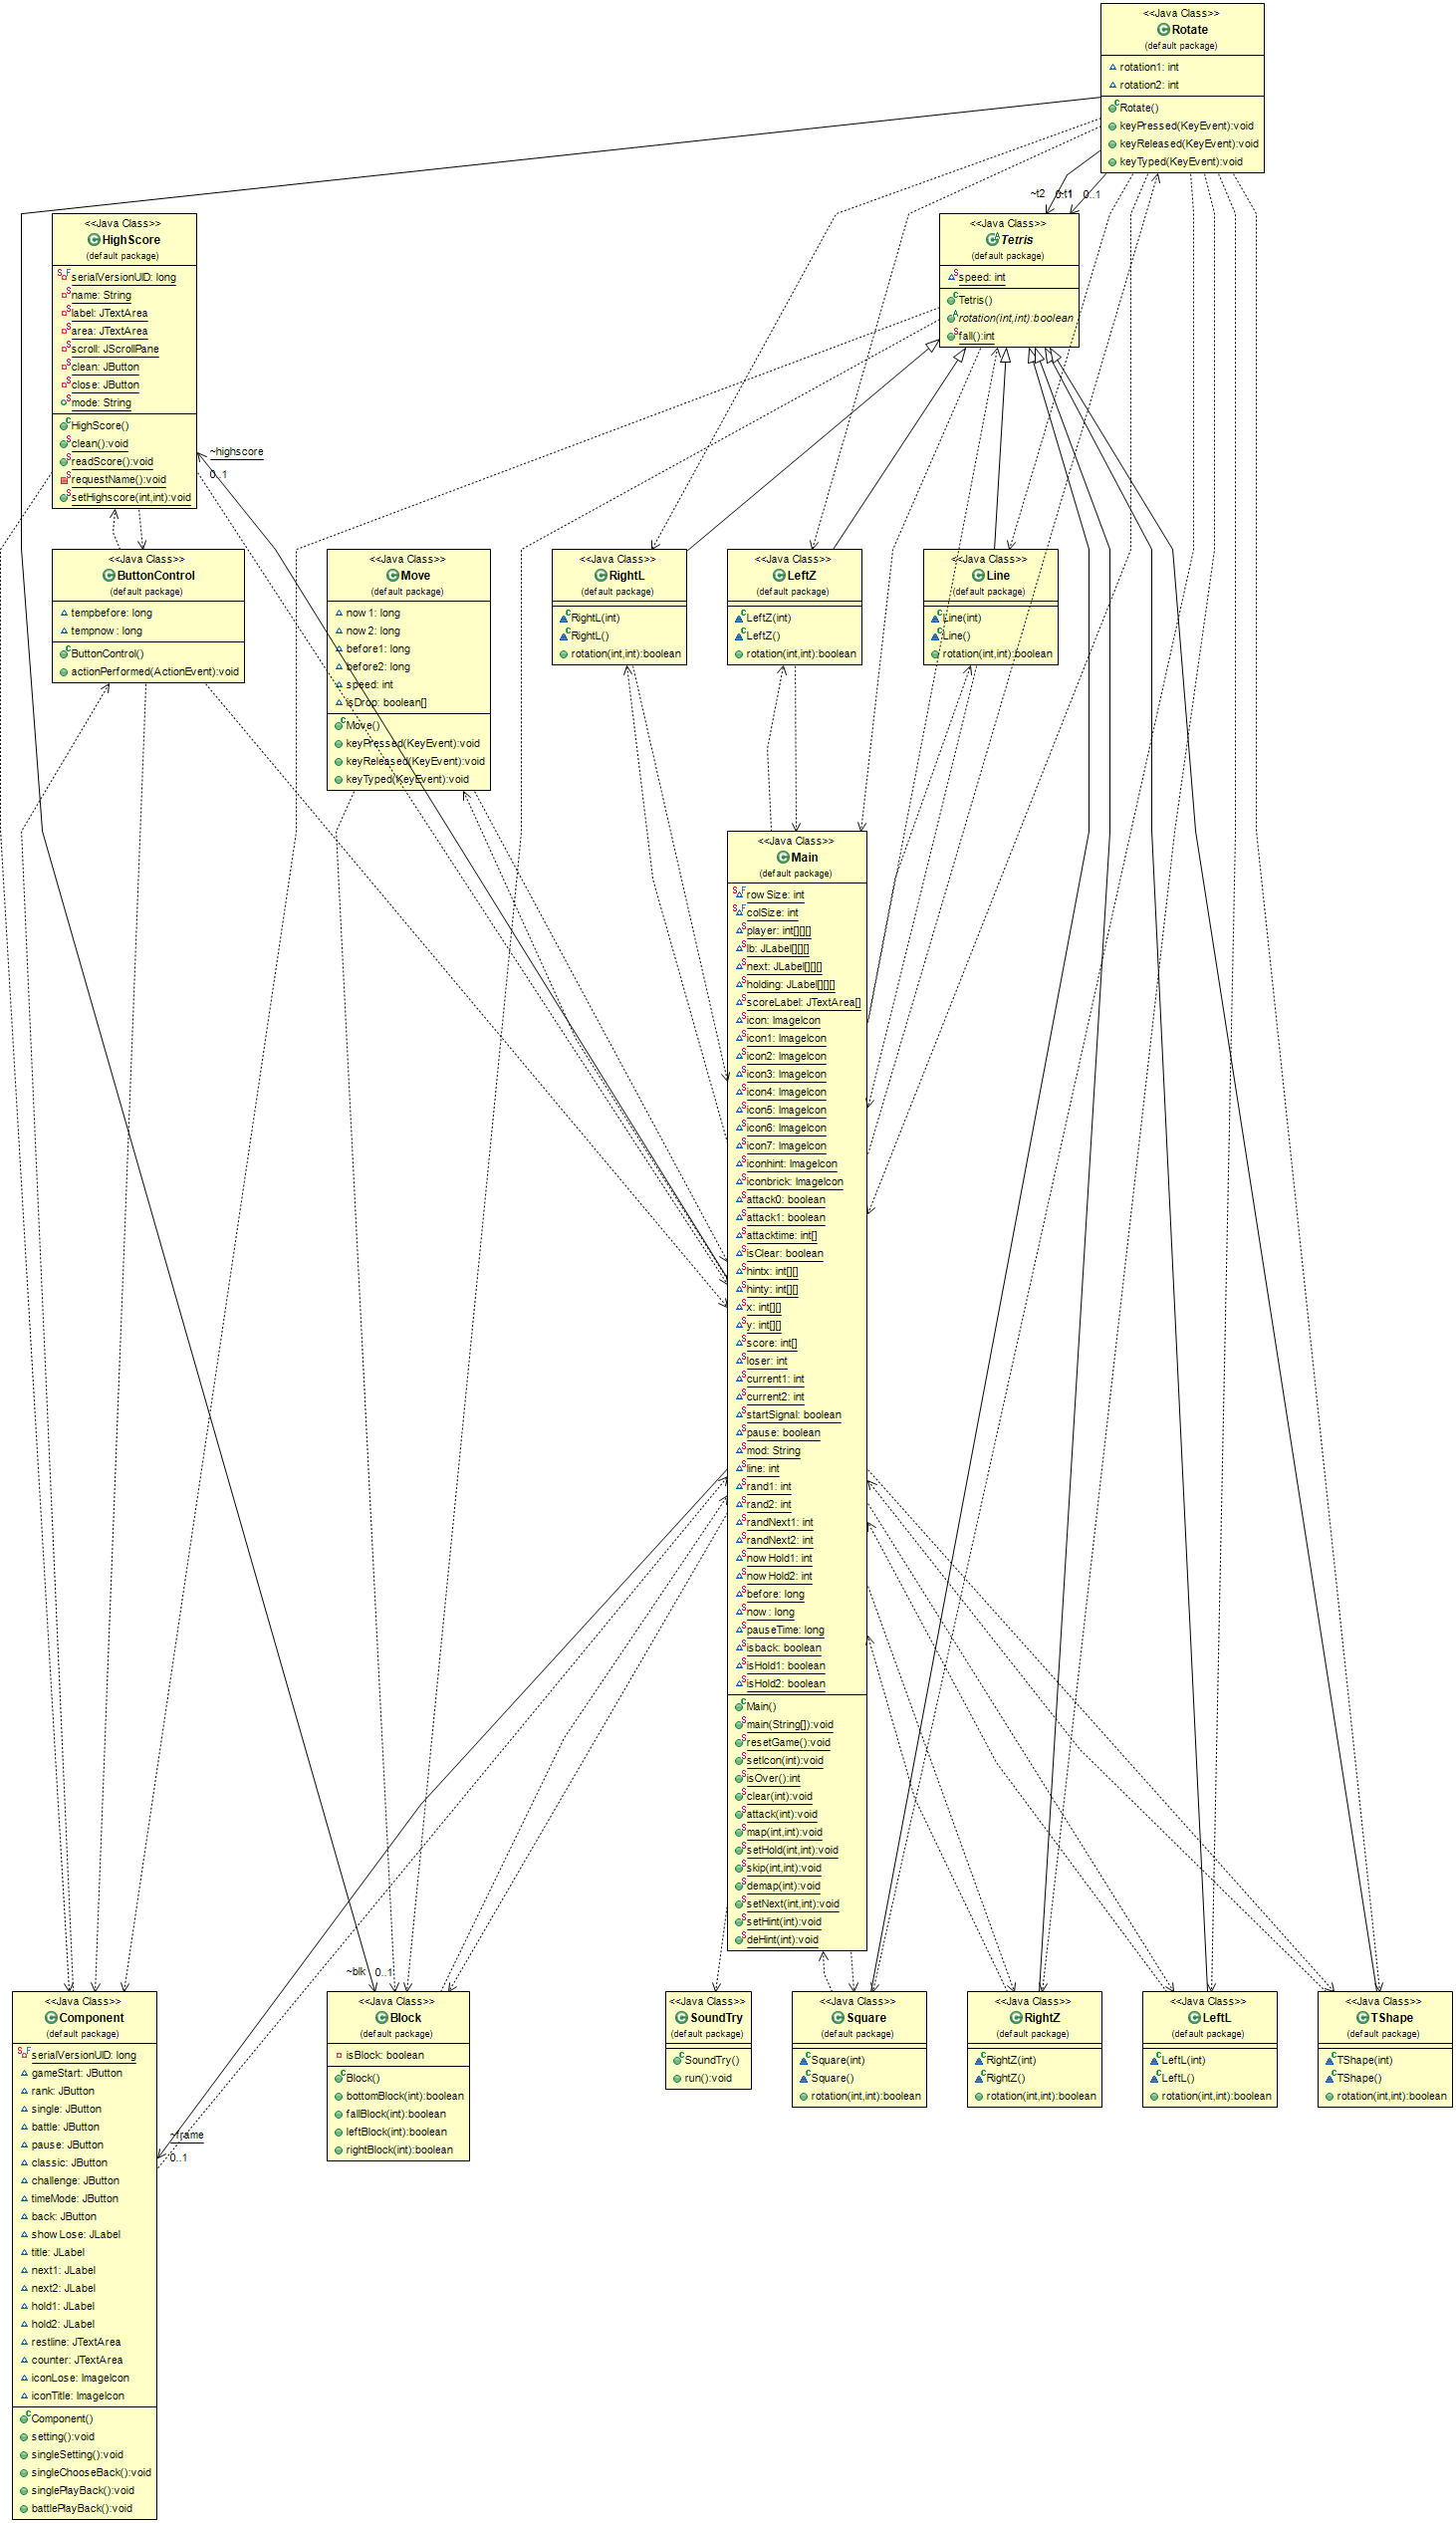 <<Java Class>>
Rotate
(default package)
rotation1: int
rotation2: int
Rotate()
keyPressed(KeyEvent):void
keyReleased(KeyEvent):void
keyTyped(KeyEvent):void
~t2
0..1
~t1
0..1
<<Java Class>>
HighScore
(default package)
serialVersionUID: long
name: String
label: JTextArea
area: JTextArea
scroll: JScrollPane
clean: JButton
close: JButton
mode: String
HighScore()
clean():void
readScore():void
requestName():void
setHighscore(int,int):void
~highscore
0..1
<<Java Class>>
Tetris
(default package)
speed: int
Tetris()
rotation(int,int):boolean
fall():int
<<Java Class>>
ButtonControl
(default package)
tempbefore: long
tempnow: long
ButtonControl()
actionPerformed(ActionEvent):void
<<Java Class>>
Move
(default package)
now1: long
now2: long
before1: long
before2: long
speed: int
isDrop: boolean[]
Move()
keyPressed(KeyEvent):void
keyReleased(KeyEvent):void
keyTyped(KeyEvent):void
<<Java Class>>
RightL
(default package)
RightL(int)
RightL()
rotation(int,int):boolean
<<Java Class>>
LeftZ
(default package)
LeftZ(int)
LeftZ()
rotation(int,int):boolean
<<Java Class>>
Line
(default package)
Line(int)
Line()
rotation(int,int):boolean
<<Java Class>>
Main
(default package)
rowSize: int
colSize: int
player: int[][][]
lb: JLabel[][][]
next: JLabel[][][]
holding: JLabel[][][]
scoreLabel: JTextArea[]
icon: ImageIcon
icon1: ImageIcon
icon2: ImageIcon
icon3: ImageIcon
icon4: ImageIcon
icon5: ImageIcon
icon6: ImageIcon
icon7: ImageIcon
iconhint: ImageIcon
iconbrick: ImageIcon
attack0: boolean
attack1: boolean
attacktime: int[]
isClear: boolean
hintx: int[][]
hinty: int[][]
x: int[][]
y: int[][]
score: int[]
loser: int
current1: int
current2: int
startSignal: boolean
pause: boolean
mod: String
line: int
rand1: int
rand2: int
randNext1: int
randNext2: int
nowHold1: int
nowHold2: int
before: long
now: long
pauseTime: long
isback: boolean
isHold1: boolean
isHold2: boolean
Main()
main(String[]):void
resetGame():void
setIcon(int):void
isOver():int
clear(int):void
attack(int):void
map(int,int):void
setHold(int,int):void
skip(int,int):void
demap(int):void
setNext(int,int):void
setHint(int):void
deHint(int):void
~blk
0..1
~frame
0..1
<<Java Class>>
Component
(default package)
serialVersionUID: long
gameStart: JButton
rank: JButton
single: JButton
battle: JButton
pause: JButton
classic: JButton
challenge: JButton
timeMode: JButton
back: JButton
showLose: JLabel
title: JLabel
next1: JLabel
next2: JLabel
hold1: JLabel
hold2: JLabel
restline: JTextArea
counter: JTextArea
iconLose: ImageIcon
iconTitle: ImageIcon
Component()
setting():void
singleSetting():void
singleChooseBack():void
singlePlayBack():void
battlePlayBack():void
<<Java Class>>
Block
(default package)
isBlock: boolean
Block()
bottomBlock(int):boolean
fallBlock(int):boolean
leftBlock(int):boolean
rightBlock(int):boolean
<<Java Class>>
SoundTry
(default package)
SoundTry()
run():void
<<Java Class>>
Square
(default package)
Square(int)
Square()
rotation(int,int):boolean
<<Java Class>>
RightZ
(default package)
RightZ(int)
RightZ()
rotation(int,int):boolean
<<Java Class>>
LeftL
(default package)
LeftL(int)
LeftL()
rotation(int,int):boolean
<<Java Class>>
TShape
(default package)
TShape(int)
TShape()
rotation(int,int):boolean